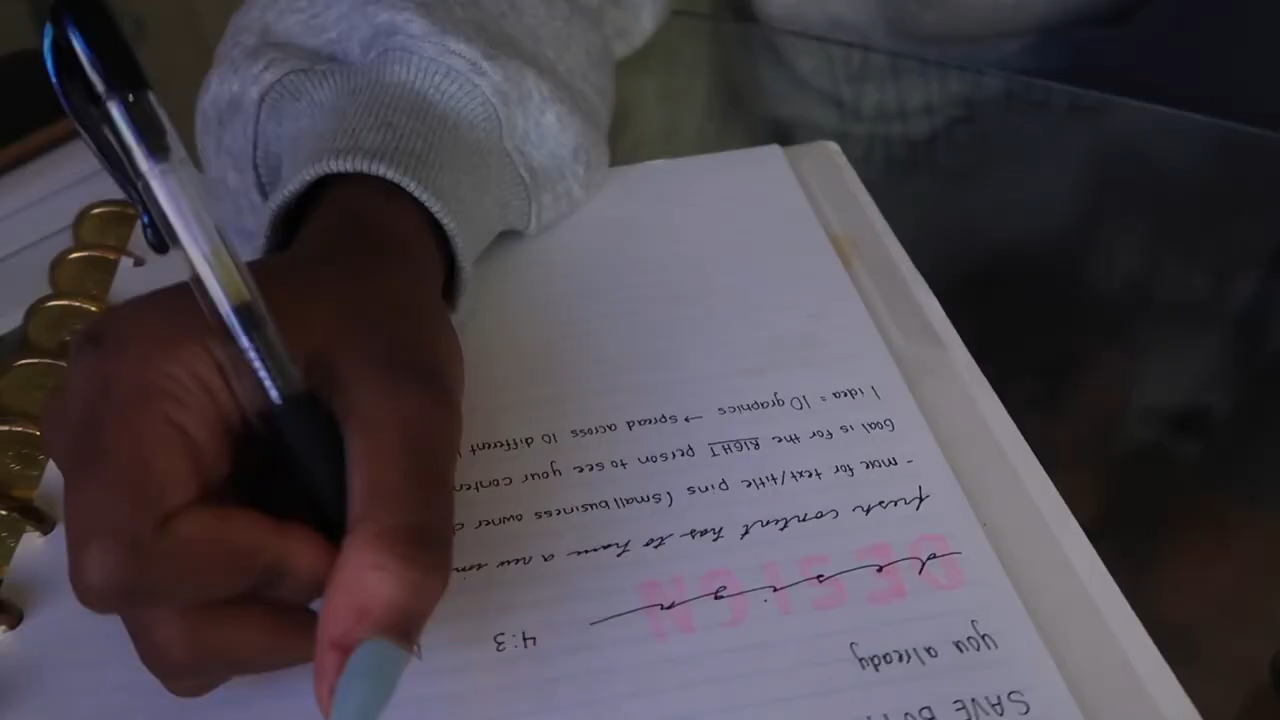 SAVE
you already
DESIGN
design
4:3
fresh content has to have a new
- more for text/title pins (small business owner
Goal is for the RIGHT person to see your
1 idea = 10 graphics → spread across 10 different